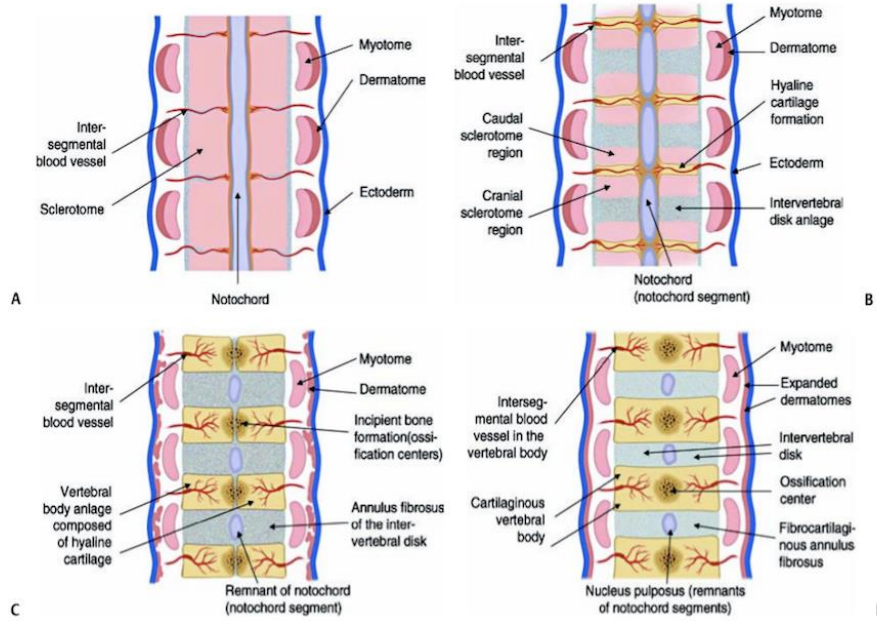 Myotome
Dermatome
Inter-
segmental
blood vessel
Sclerotome
Ectoderm
Notochord
A
Inter-
segmental
blood vessel
Myotome
Dermatome
Hyaline
cartilage
formation
Caudal
sclerotome
region
Ectoderm
Cranial
sclerotome
region
Intervertebral
disk anlage
Notochord
(notochord segment)
B
Inter-
segmental
blood vessel
Myotome
Dermatome
Incipient bone
formation(ossi-
fication centers)
Vertebral
body anlage
composed
of hyaline
cartilage
Annulus fibrosus
of the inter-
vertebral disk
Remnant of notochord
(notochord segment)
C
Myotome
Expanded
dermatomes
Interseg-
mental blood
vessel in the
vertebral body
Intervertebral
disk
Cartilaginous
vertebral
body
Ossification
center
Fibrocartilagi-
nous annulus
fibrosus
Nucleus pulposus (remnants
of notochord segments)